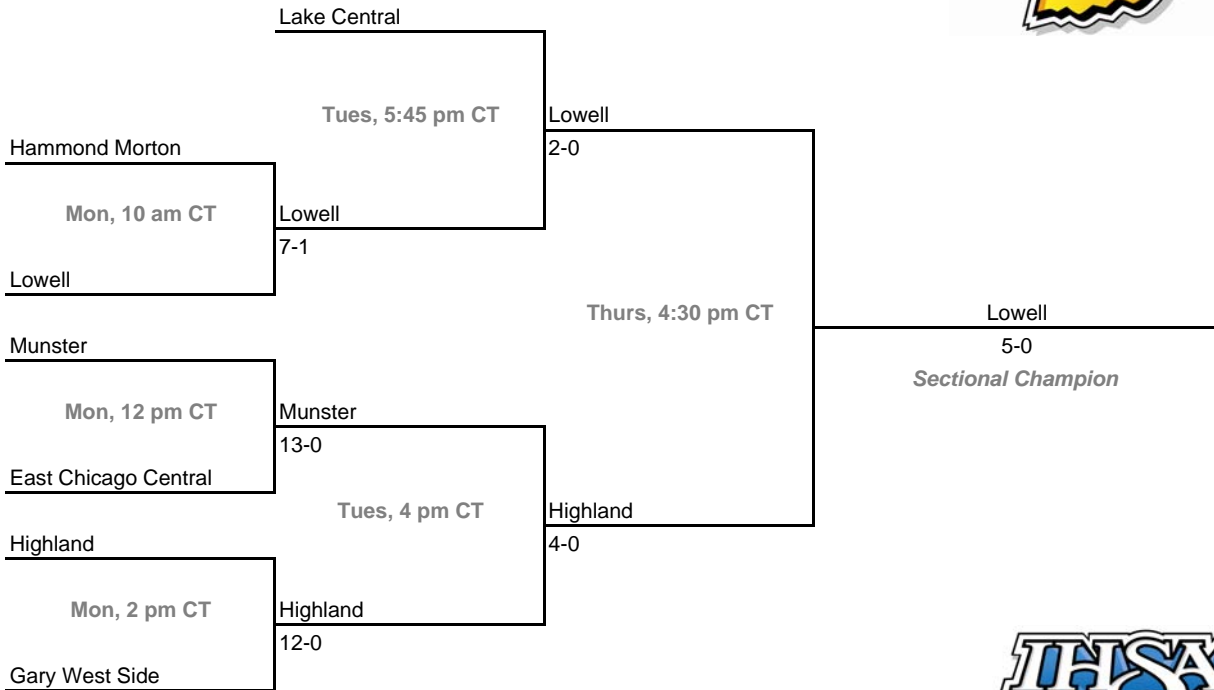 Lake Central
Tues, 5:45 pm CT
Lowell
Hammond Morton
2-0
Mon, 10 am CT
Lowell
7-1
Lowell
Thurs, 4:30 pm CT
Lowell
Munster
5-0
Sectional Champion
Mon, 12 pm CT
Munster
13-0
East Chicago Central
Tues, 4 pm CT
Highland
Highland
4-0
Mon, 2 pm CT
Highland
12-0
Gary West Side
IHSA